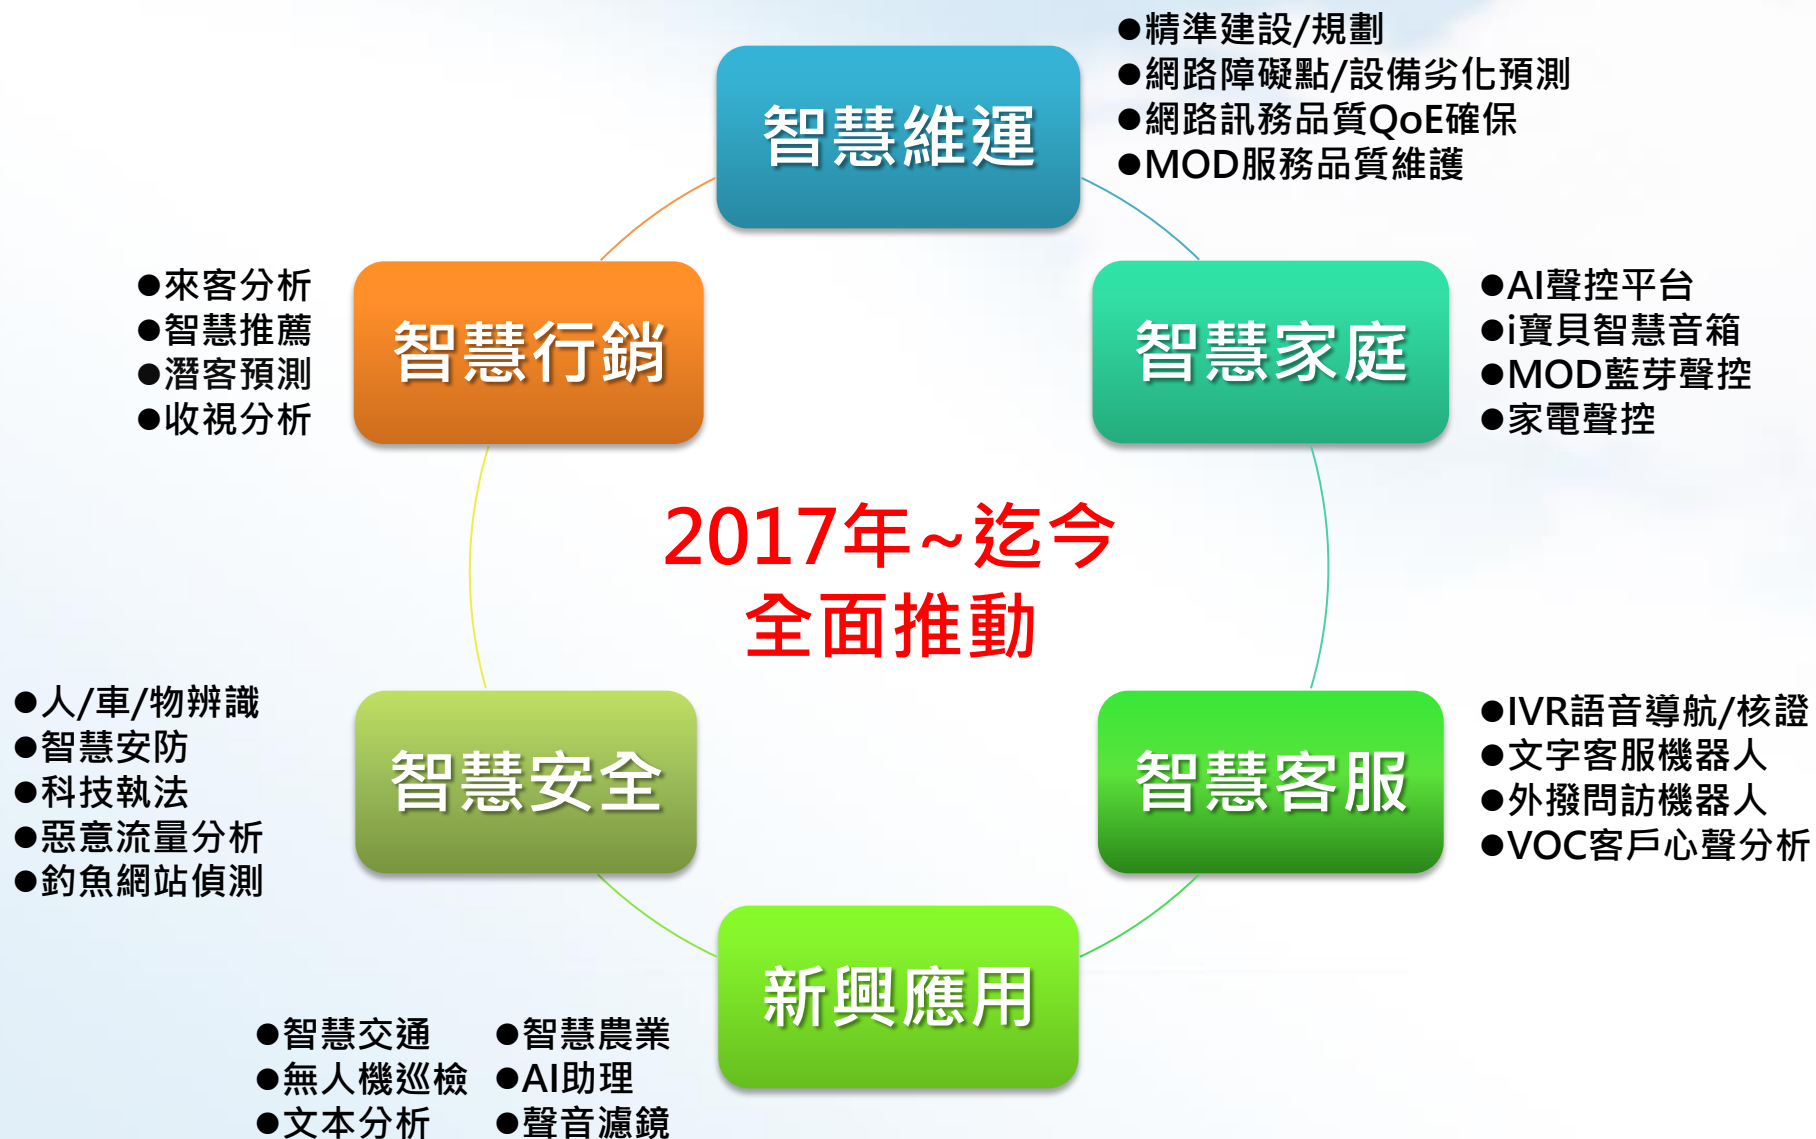 智慧維運
●精準建設/規劃
●網路障礙點/設備劣化預測
●網路訊務品質QoE確保
●MOD服務品質維護
智慧家庭
●AI聲控平台
●i寶貝智慧音箱
●MOD藍芽聲控
●家電聲控
智慧客服
●IVR語音導航/核證
●文字客服機器人
●外撥問訪機器人
●VOC客戶心聲分析
新興應用
●智慧交通
●無人機巡檢
●文本分析
●智慧農業
●AI助理
●聲音濾鏡
智慧安全
●人/車/物辨識
●智慧安防
●科技執法
●惡意流量分析
●釣魚網站偵測
智慧行銷
●來客分析
●智慧推薦
●潛客預測
●收視分析
2017年~迄今
全面推動